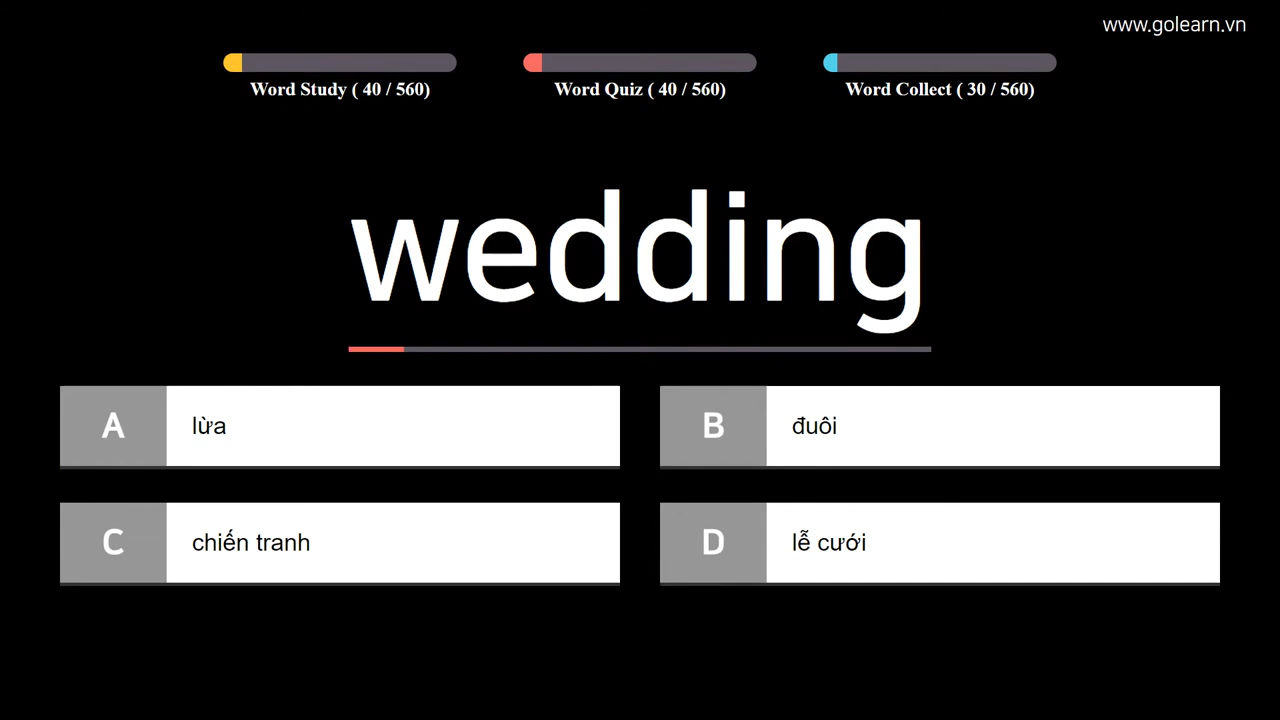 www.golearn.vn
Word Study ( 40 / 560)
Word Quiz ( 40 / 560)
Word Collect ( 30 / 560)
wedding
A lừa
B đuôi
C chiến tranh
D lễ cưới